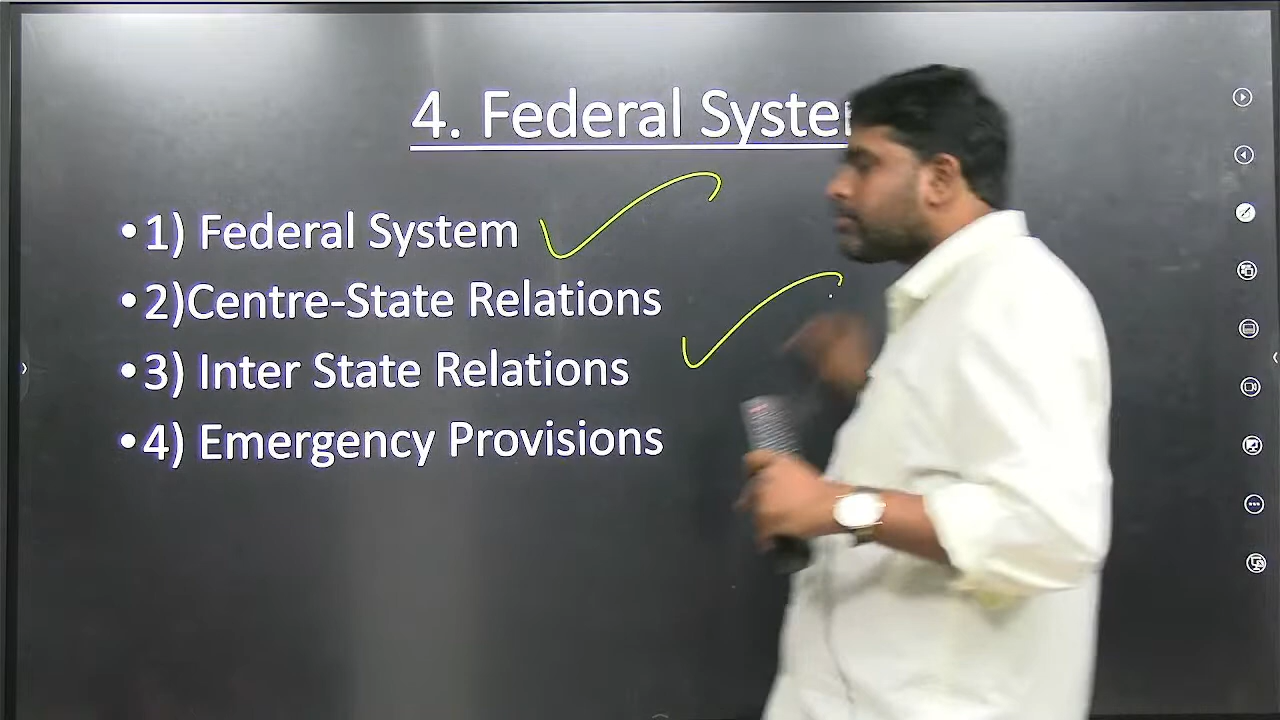 4. Federal Syste
• 1) Federal System
• 2)Centre-State Relations
• 3) Inter State Relations
• 4) Emergency Provisions